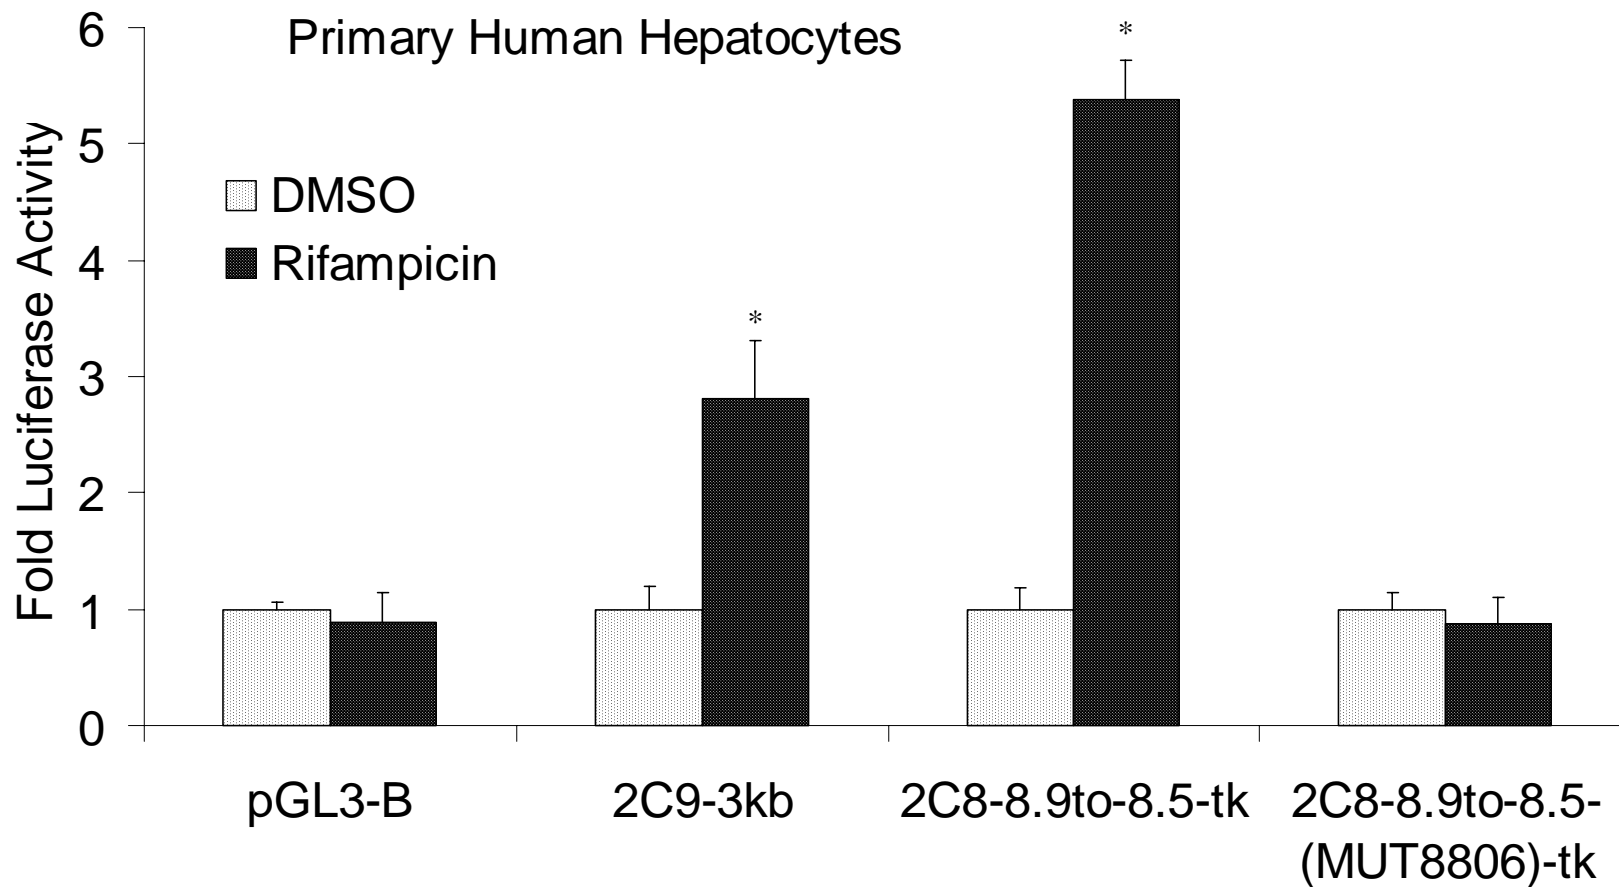 Primary Human Hepatocytes
Fold Luciferase Activity
6
5
4
3
2
1
0
DMSO
Rifampicin
*
*
pGL3-B
2C9-3kb
2C8-8.9to-8.5-tk
2C8-8.9to-8.5-
(MUT8806)-tk